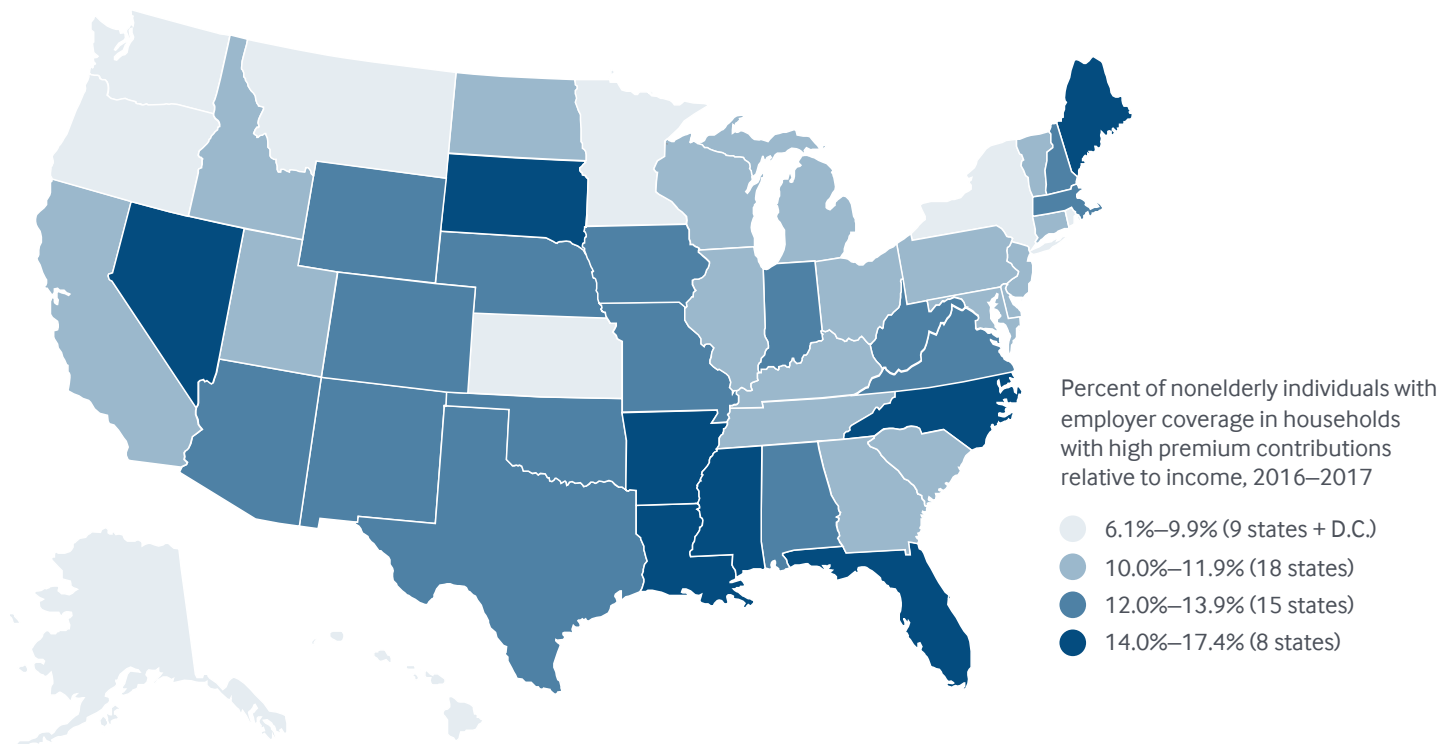 Percent of nonelderly individuals with
employer coverage in households
with high premium contributions
relative to income, 2016–2017
6.1%–9.9% (9 states + D.C.)
10.0%–11.9% (18 states)
12.0%–13.9% (15 states)
14.0%–17.4% (8 states)